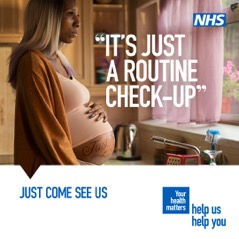 NHS
“IT’S JUST
A ROUTINE
CHECK-UP”
JUST COME SEE US
Your
health
matters
help us
help you